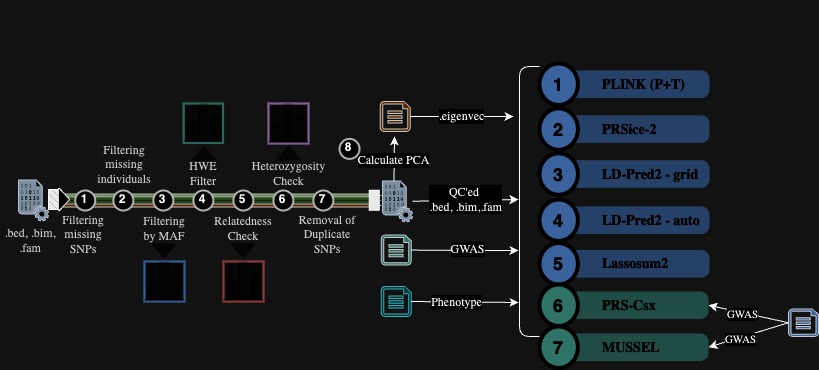 .bed, .bim,
.fam
1
Filtering
missing
SNPs
2
Filtering
missing
individuals
3
Filtering
by MAF
4
HWE
Filter
5
Relatedness
Check
6
Heterozygosity
Check
7
Removal of
Duplicate
SNPs
8
Calculate PCA
.eigenvec
QC'ed
.bed, .bim,.fam
GWAS
Phenotype
1
PLINK (P+T)
2
PRSice-2
3
LD-Pred2 - grid
4
LD-Pred2 - auto
5
Lassosum2
6
PRS-Csx
7
MUSSEL
GWAS
GWAS